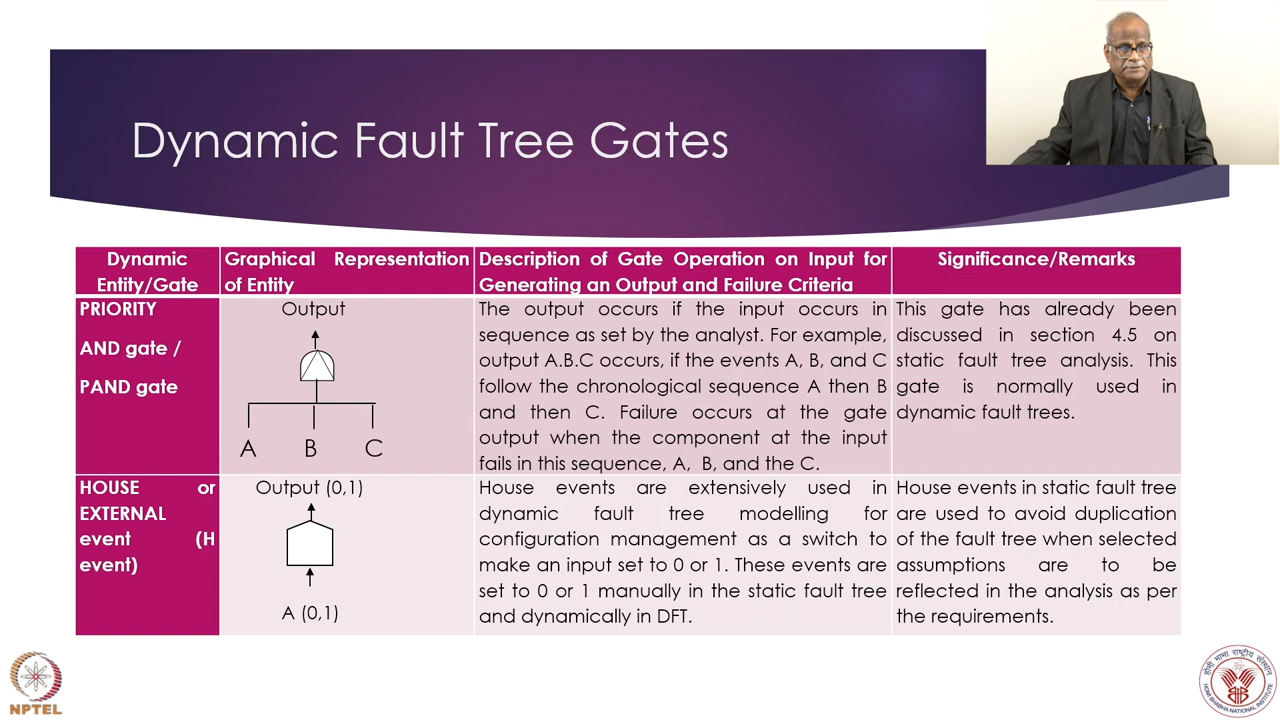 Dynamic Fault Tree Gates
Dynamic
Entity/Gate
Graphical Representation
of Entity
Description of Gate Operation on Input for
Generating an Output and Failure Criteria
Significance/Remarks
PRIORITY
AND gate /
PAND gate
Output
A B C
The output occurs if the input occurs in
sequence as set by the analyst. For example,
output A.B.C occurs, if the events A, B, and C
follow the chronological sequence A then B
and then C. Failure occurs at the gate
output when the component at the input
fails in this sequence, A, B, and the C.
This gate has already been
discussed in section 4.5 on
static fault tree analysis. This
gate is normally used in
dynamic fault trees.
HOUSE or
EXTERNAL
event (H
event)
Output (0,1)
A (0,1)
House events are extensively used in
dynamic fault tree modelling for
configuration management as a switch to
make an input set to 0 or 1. These events are
set to 0 or 1 manually in the static fault tree
and dynamically in DFT.
House events in static fault tree
are used to avoid duplication
of the fault tree when selected
assumptions are to be
reflected in the analysis as per
the requirements.
NPTEL
होमी भाभा राष्ट्रीय संस्थान
HOMI BHABHA NATIONAL INSTITUTE